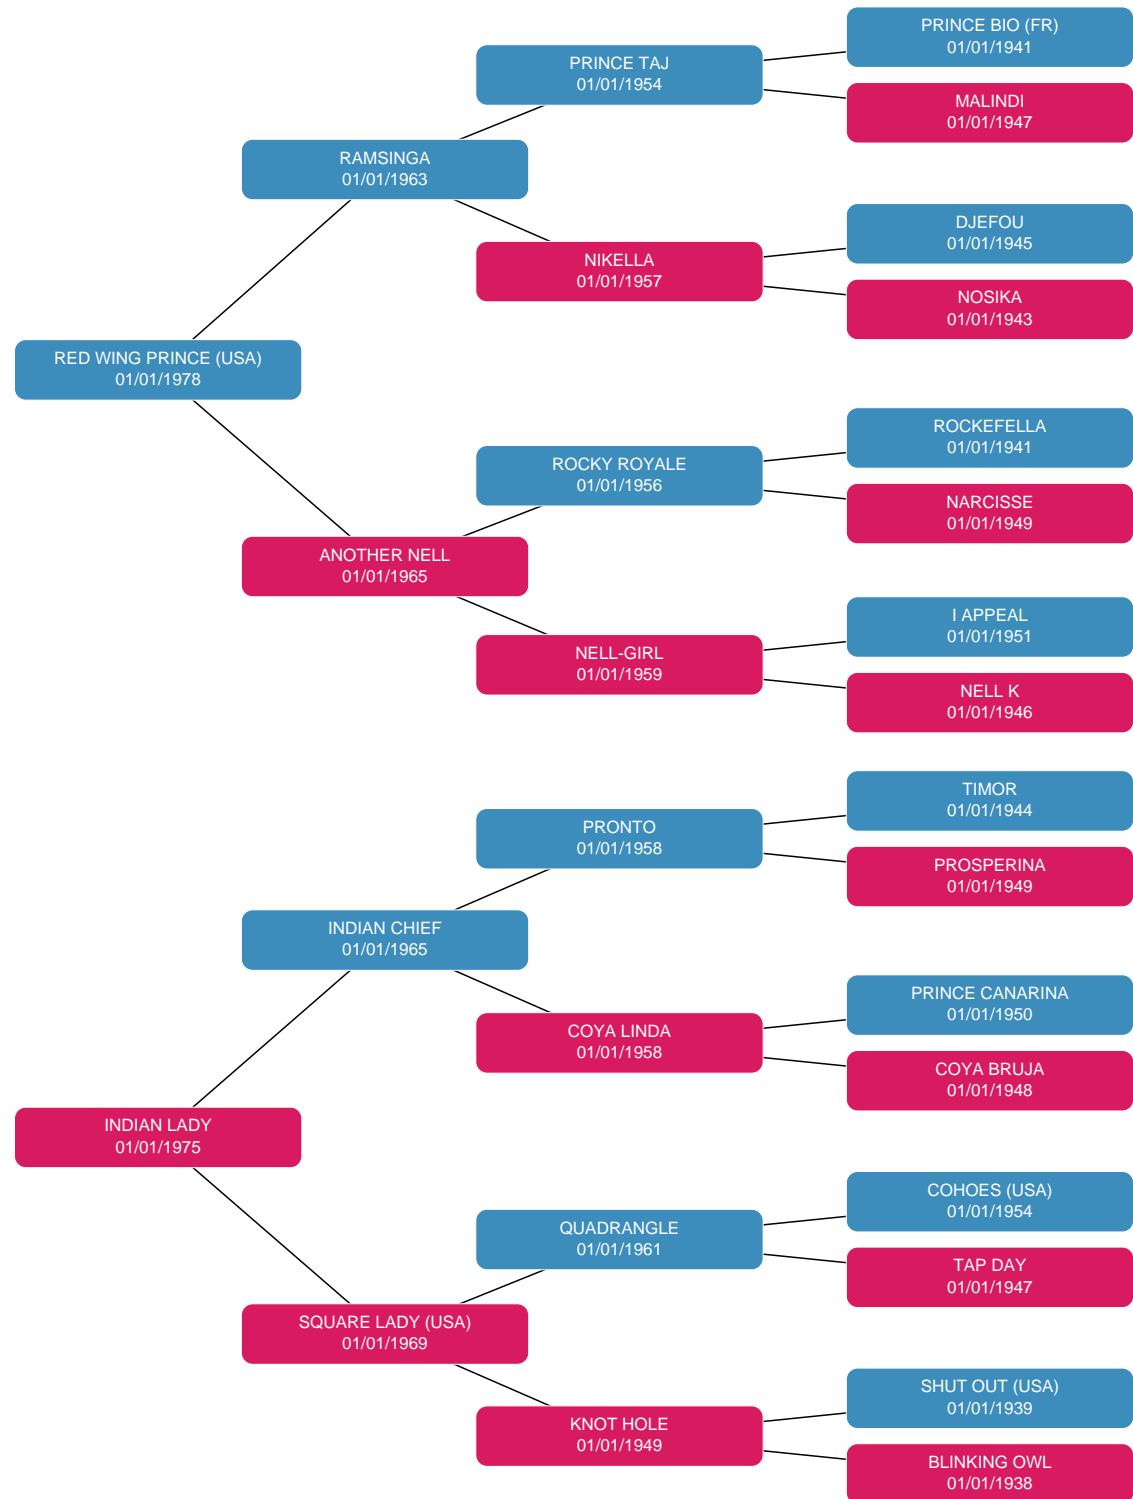 PRINCE BIO (FR)
01/01/1941
PRINCE TAJ
01/01/1954
MALINDI
01/01/1947
RAMSINGA
01/01/1963
DJEFOU
01/01/1945
NIKELLA
01/01/1957
NOSIKA
01/01/1943
RED WING PRINCE (USA)
01/01/1978
ROCKEFELLA
01/01/1941
ROCKY ROYALE
01/01/1956
NARCISSE
01/01/1949
ANOTHER NELL
01/01/1965
I APPEAL
01/01/1951
NELL-GIRL
01/01/1959
NELL K
01/01/1946
TIMOR
01/01/1944
PRONTO
01/01/1958
PROSPERINA
01/01/1949
INDIAN CHIEF
01/01/1965
PRINCE CANARINA
01/01/1950
COYA LINDA
01/01/1958
COYA BRUJA
01/01/1948
INDIAN LADY
01/01/1975
COHOES (USA)
01/01/1954
QUADRANGLE
01/01/1961
TAP DAY
01/01/1947
SQUARE LADY (USA)
01/01/1969
SHUT OUT (USA)
01/01/1939
KNOT HOLE
01/01/1949
BLINKING OWL
01/01/1938